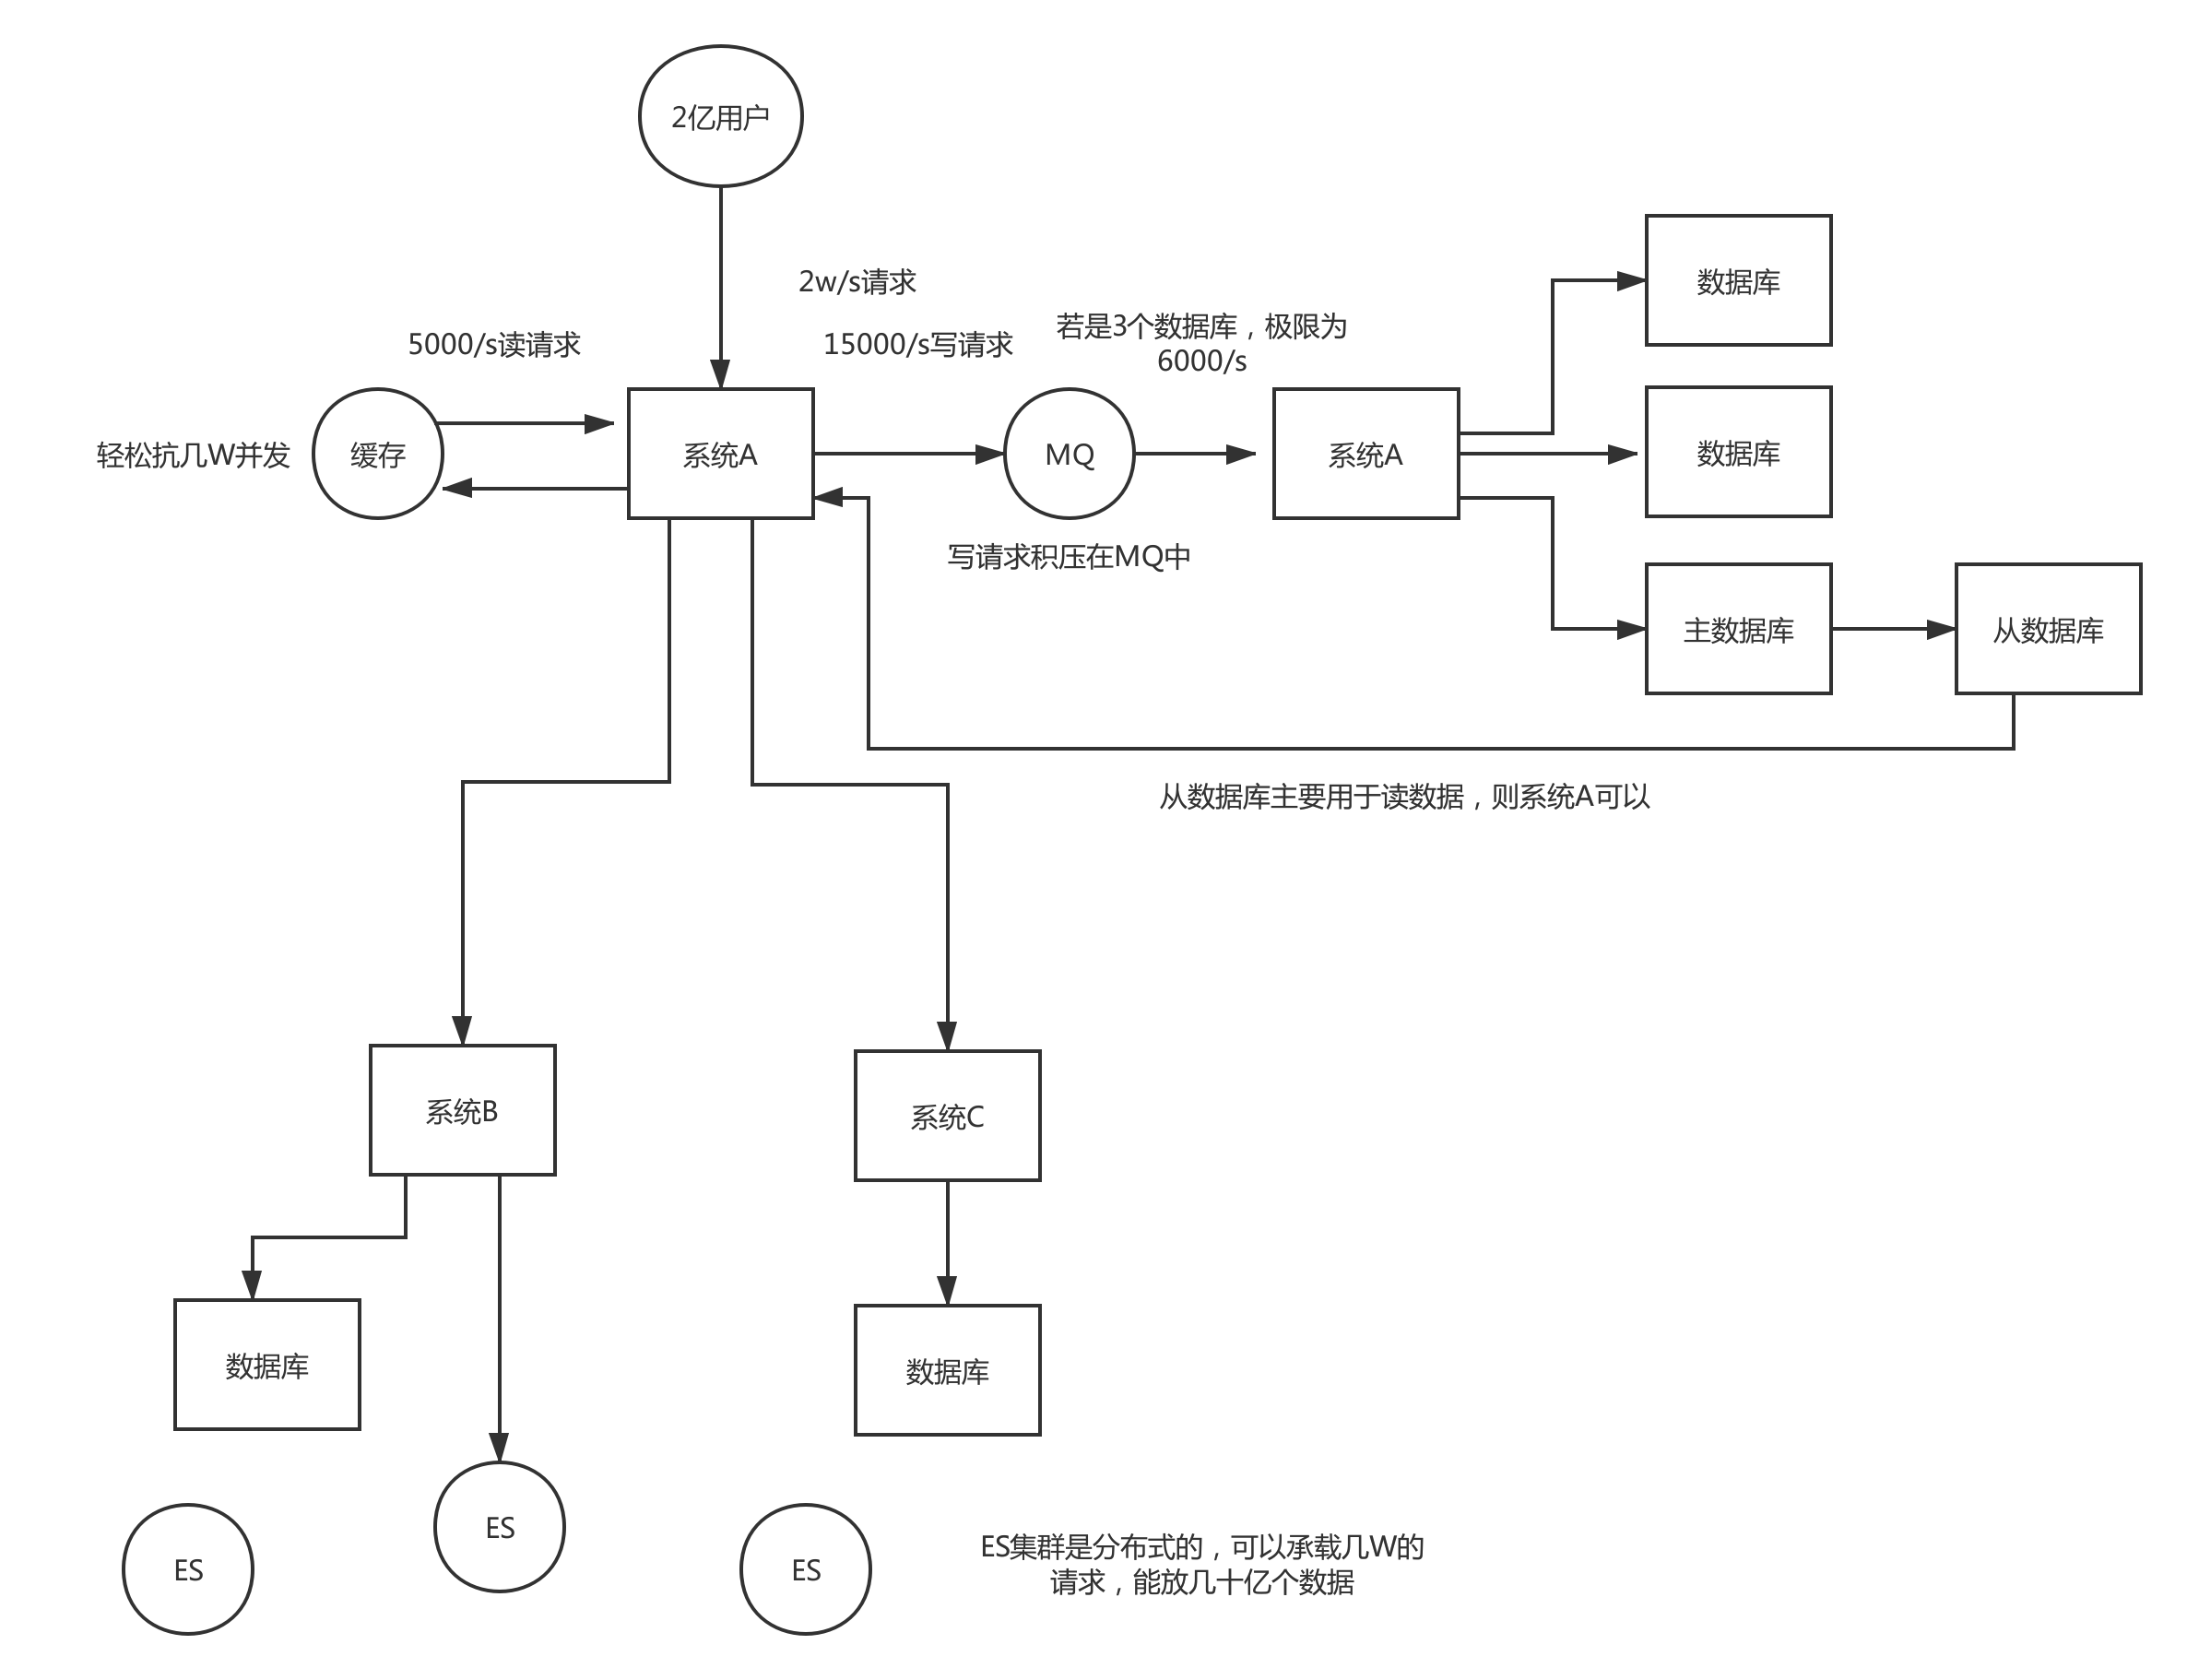 2亿用户
2w/s请求
5000/s读请求
15000/s写请求
若是3个数据库，极限为
6000/s
数据库
轻松抗几W并发
缓存
系统A
MQ
系统A
数据库
写请求积压在MQ中
主数据库
从数据库
从数据库主要用于读数据，则系统A可以
系统B
系统C
数据库
数据库
ES
ES
ES
ES集群是分布式的，可以承载几W的
请求，能放几十亿个数据